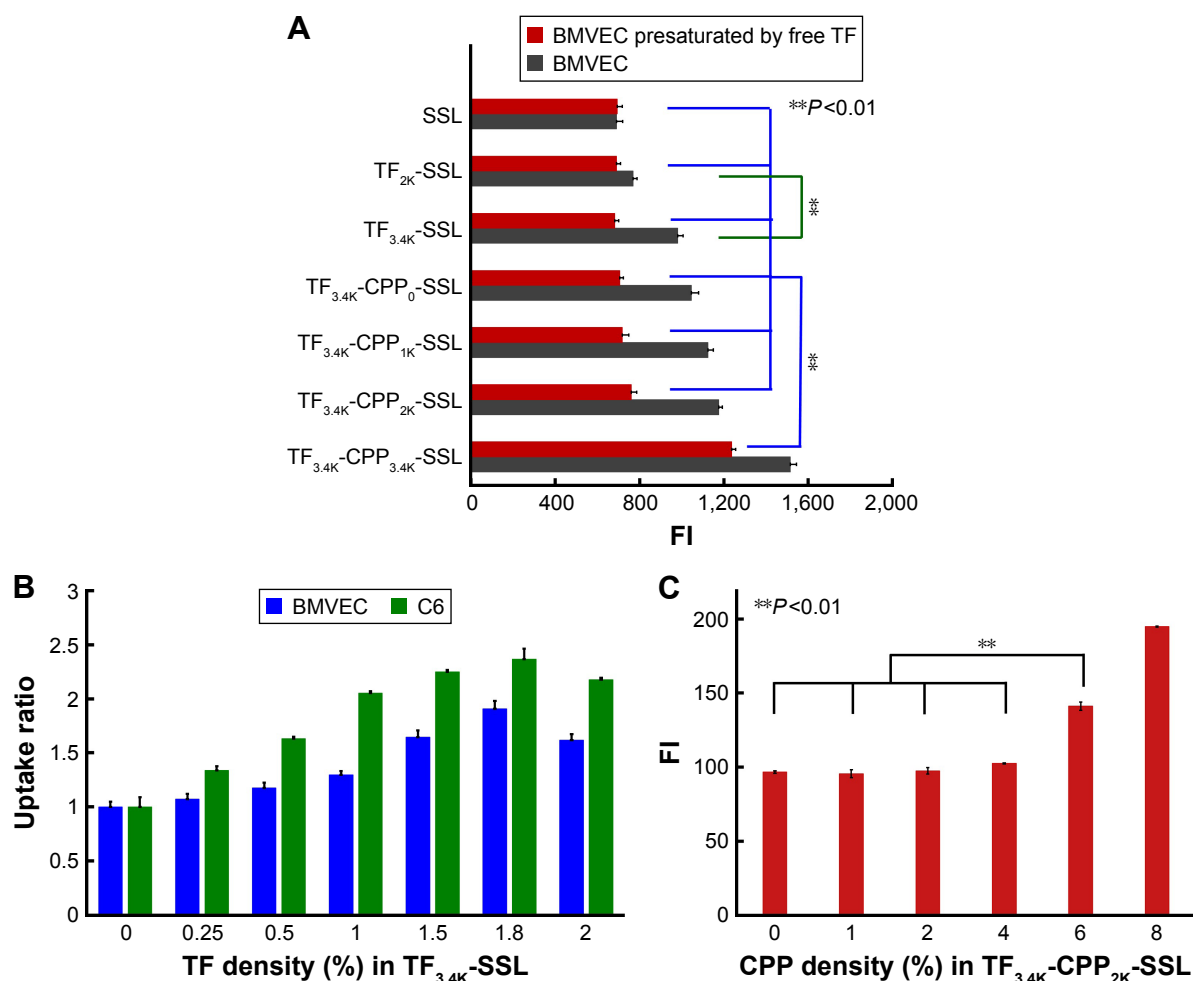 A
BMVEC presaturated by free TF
BMVEC
**P<0.01
SSL
TF2K-SSL
TF3.4K-SSL
TF3.4K-CPP0-SSL
TF3.4K-CPP1K-SSL
TF3.4K-CPP2K-SSL
TF3.4K-CPP3.4K-SSL
**
**
0 400 800 1,200 1,600 2,000
FI
B
BMVEC C6
Uptake ratio
3
2.5
2
1.5
1
0.5
0
0 0.25 0.5 1 1.5 1.8 2
TF density (%) in TF3.4K-SSL
C
**P<0.01
**
FI
200
150
100
50
0
0 1 2 4 6 8
CPP density (%) in TF3.4K-CPP2K-SSL